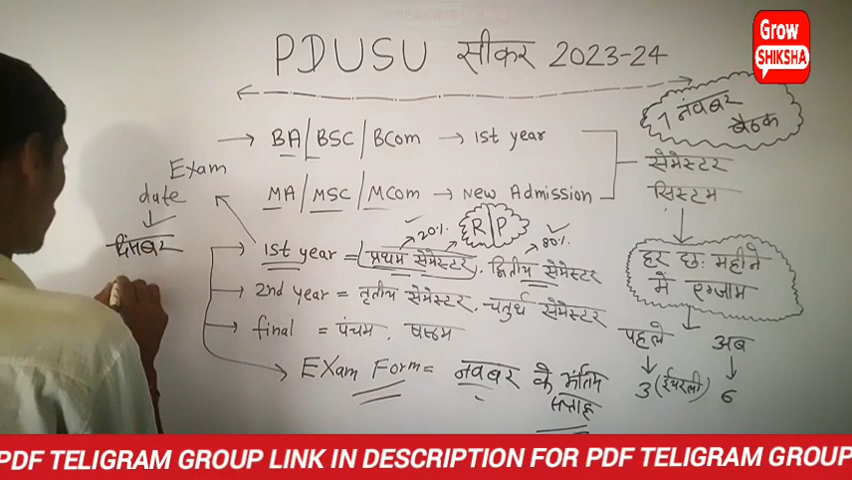 PDUSU सीकर 2023-24
Grow
SHIKSHA
7 नवंबर
बैठक
→ BA/BSC/BCom → 1st year
MA/MSC/MCom → New Admission
सेमेस्टर
सिस्टम
Exam
date
दिसंबर
R/P
20%
80%
1st year = प्रथम सेमेस्टर. द्वितीय सेमेस्टर
2nd year = तृतीय सेमेस्टर. चतुर्थ सेमेस्टर
final = पंचम. षष्ठम
हर छः महीने
में एग्जाम
पहले अब
3 (ईयरली) 6
Exam Form = नवंबर के अंतिम
सप्ताह
PDF TELIGRAM GROUP LINK IN DESCRIPTION FOR PDF TELIGRAM GROUP